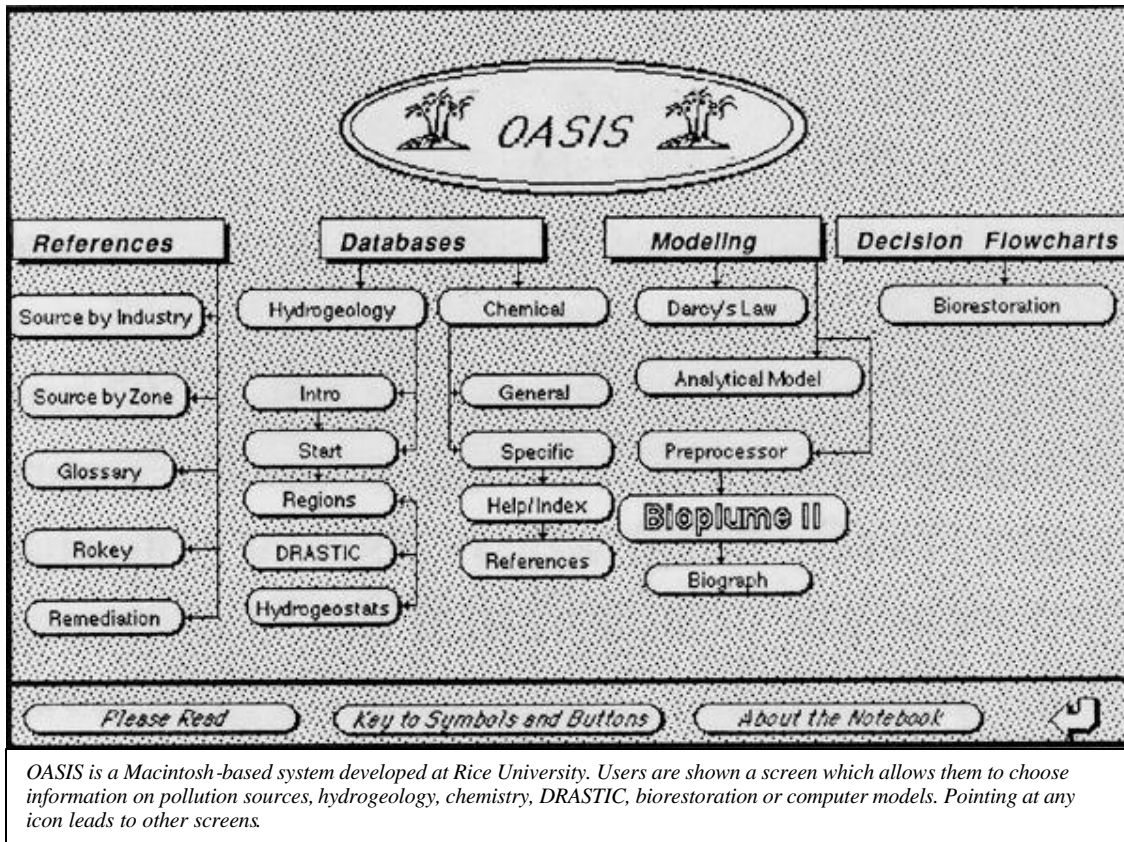 OASIS
References
Databases
Modeling
Decision Flowcharts
Source by Industry
Source by Zone
Glossary
Rokey
Remediation
Hydrogeology
Intro
Start
Regions
DRASTIC
Hydrogeostats
Chemical
General
Specific
Help/Index
References
Darcy's Law
Analytical Model
Preprocessor
Bioplume II
Biograph
Biorestoration
Please Read
Key to Symbols and Buttons
About the Notebook
OASIS is a Macintosh-based system developed at Rice University. Users are shown a screen which allows them to choose
information on pollution sources, hydrogeology, chemistry, DRASTIC, biorestoration or computer models. Pointing at any
icon leads to other screens.